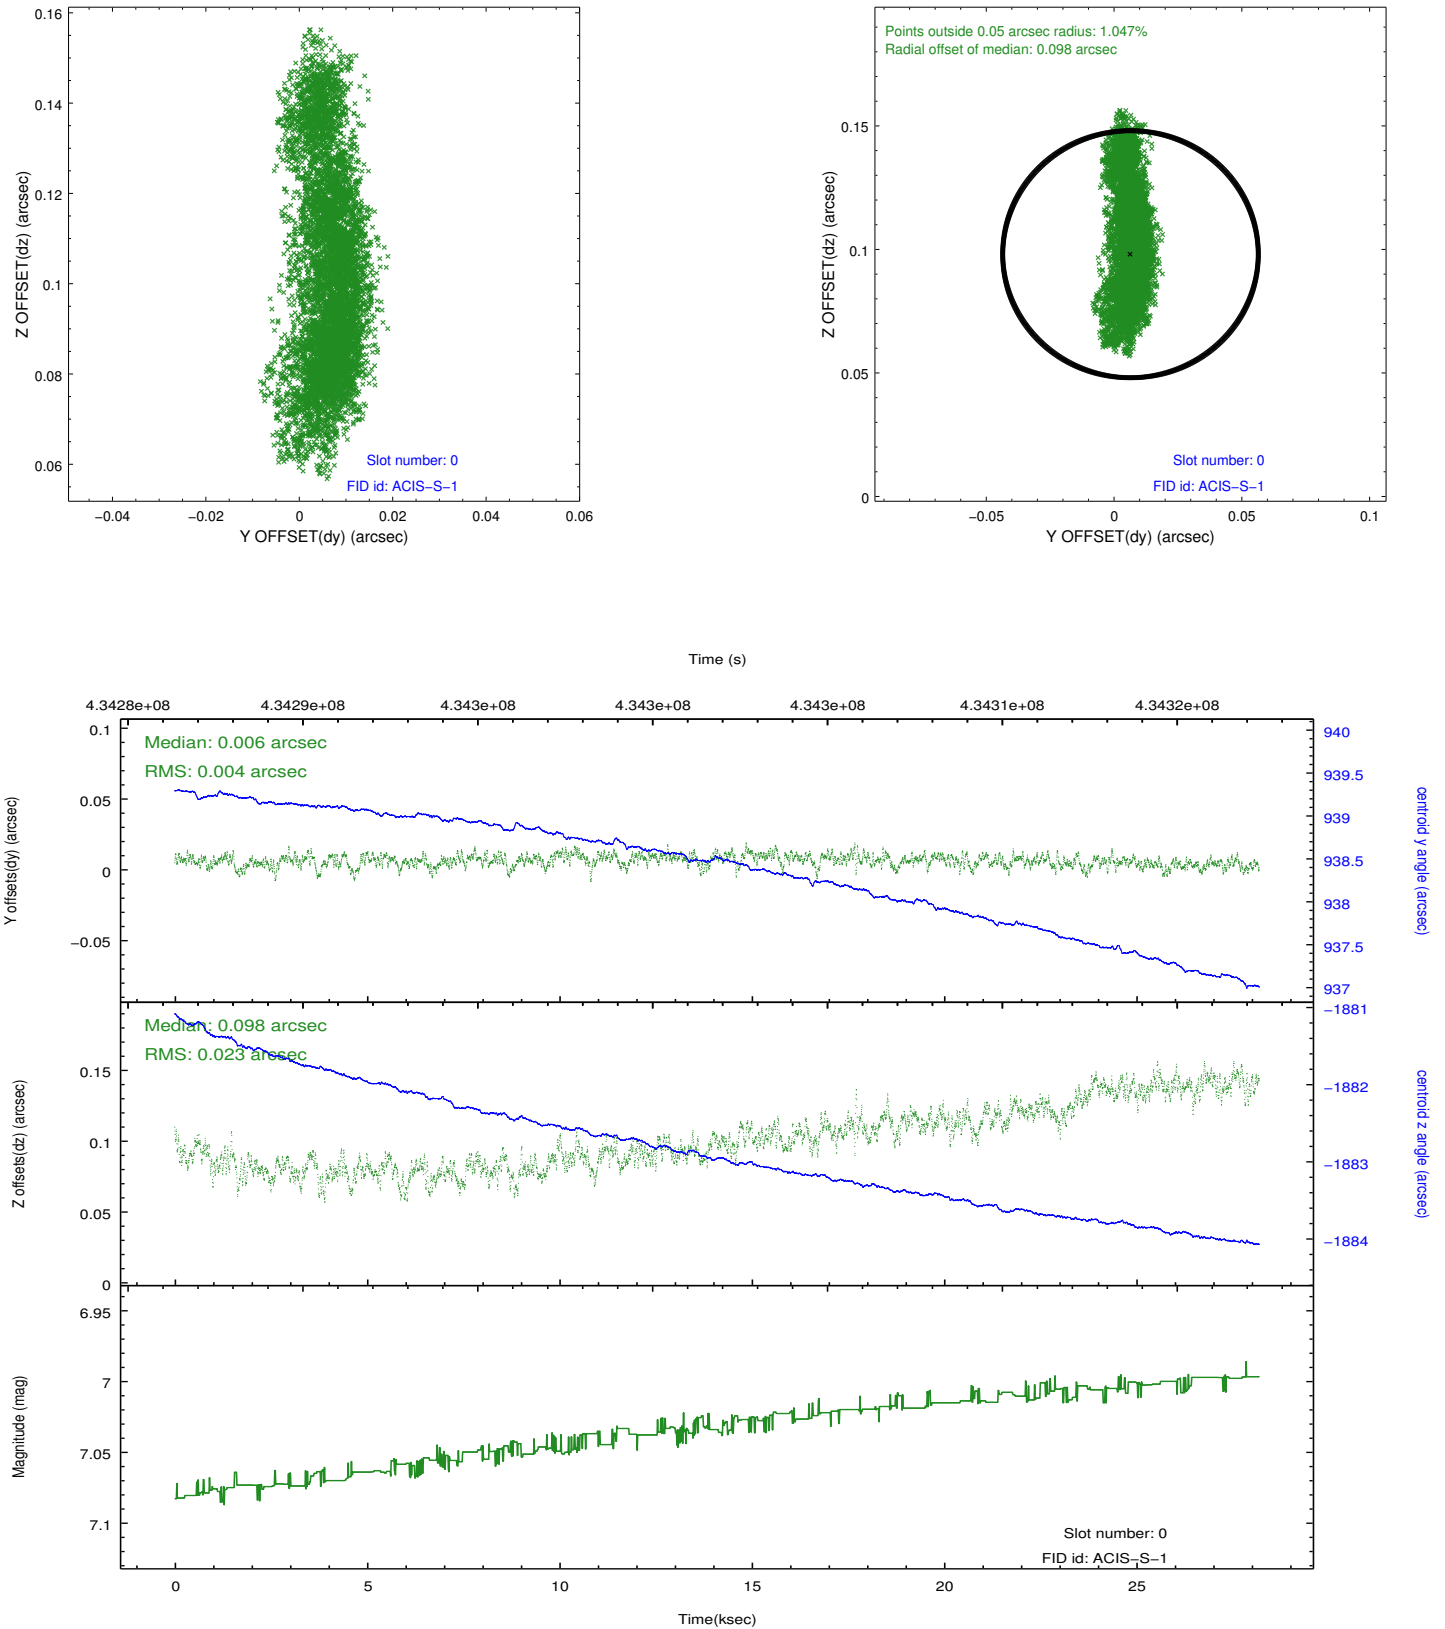 0.16
0.14
0.12
0.1
0.08
0.06
Z OFFSET(dz) (arcsec)
Slot number: 0
FID id: ACIS−S−1
−0.04
−0.02
0
0.02
0.04
0.06
Y OFFSET(dy) (arcsec)
Points outside 0.05 arcsec radius: 1.047%
Radial offset of median: 0.098 arcsec
0.15
0.1
0.05
0
Z OFFSET(dz) (arcsec)
Slot number: 0
FID id: ACIS−S−1
−0.05
0
0.05
0.1
Y OFFSET(dy) (arcsec)
Time (s)
4.3428e+08
4.3429e+08
4.343e+08
4.343e+08
4.343e+08
4.3431e+08
4.3432e+08
0.1
0.05
0
−0.05
Y offsets(dy) (arcsec)
Median: 0.006 arcsec
RMS: 0.004 arcsec
940
939.5
939
938.5
938
937.5
937
centroid y angle (arcsec)
0.15
0.1
0.05
0
Z offsets(dz) (arcsec)
Median: 0.098 arcsec
RMS: 0.023 arcsec
−1881
−1882
−1883
−1884
centroid z angle (arcsec)
6.95
7
7.05
7.1
Magnitude (mag)
Slot number: 0
FID id: ACIS−S−1
0
5
10
15
20
25
Time(ksec)